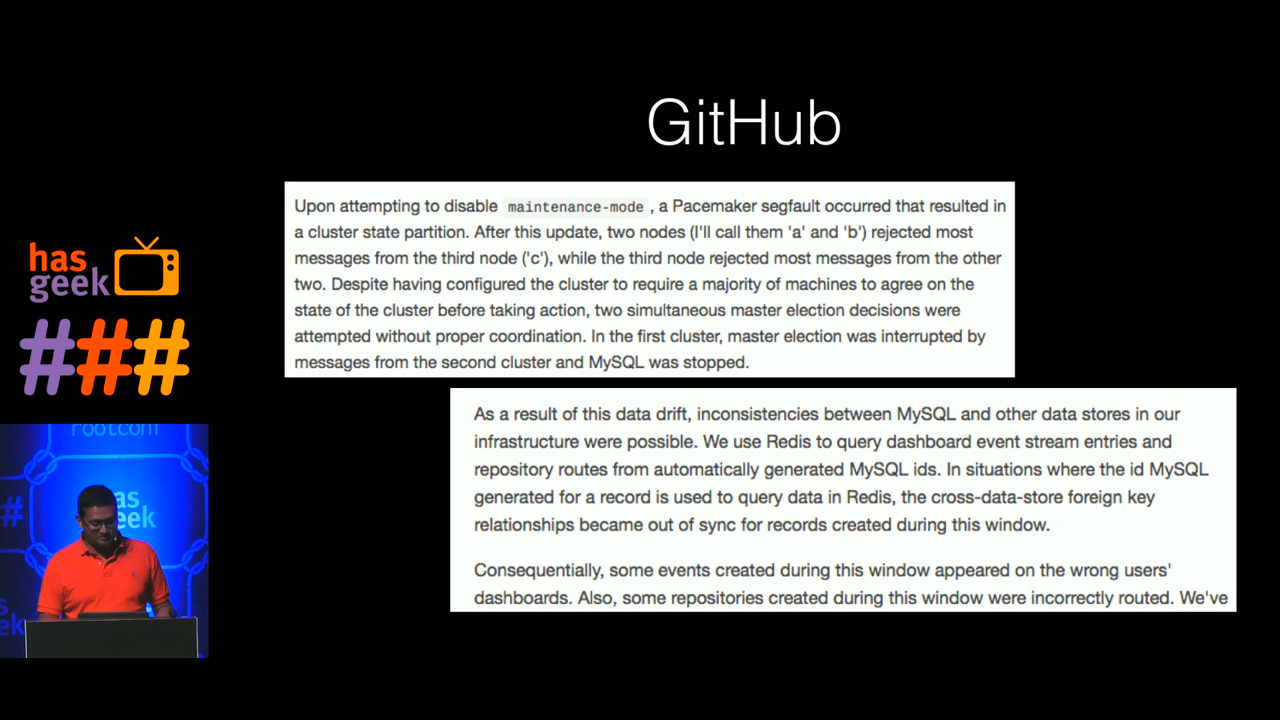 GitHub
Upon attempting to disable maintenance-mode, a Pacemaker segfault occurred that resulted in
a cluster state partition. After this update, two nodes (I'll call them 'a' and 'b') rejected most
messages from the third node ('c'), while the third node rejected most messages from the other
two. Despite having configured the cluster to require a majority of machines to agree on the
state of the cluster before taking action, two simultaneous master election decisions were
attempted without proper coordination. In the first cluster, master election was interrupted by
messages from the second cluster and MySQL was stopped.
As a result of this data drift, inconsistencies between MySQL and other data stores in our
infrastructure were possible. We use Redis to query dashboard event stream entries and
repository routes from automatically generated MySQL ids. In situations where the id MySQL
generated for a record is used to query data in Redis, the cross-data-store foreign key
relationships became out of sync for records created during this window.
Consequentially, some events created during this window appeared on the wrong users'
dashboards. Also, some repositories created during this window were incorrectly routed. We've
has
geek
###
rootconf
has
geek
#